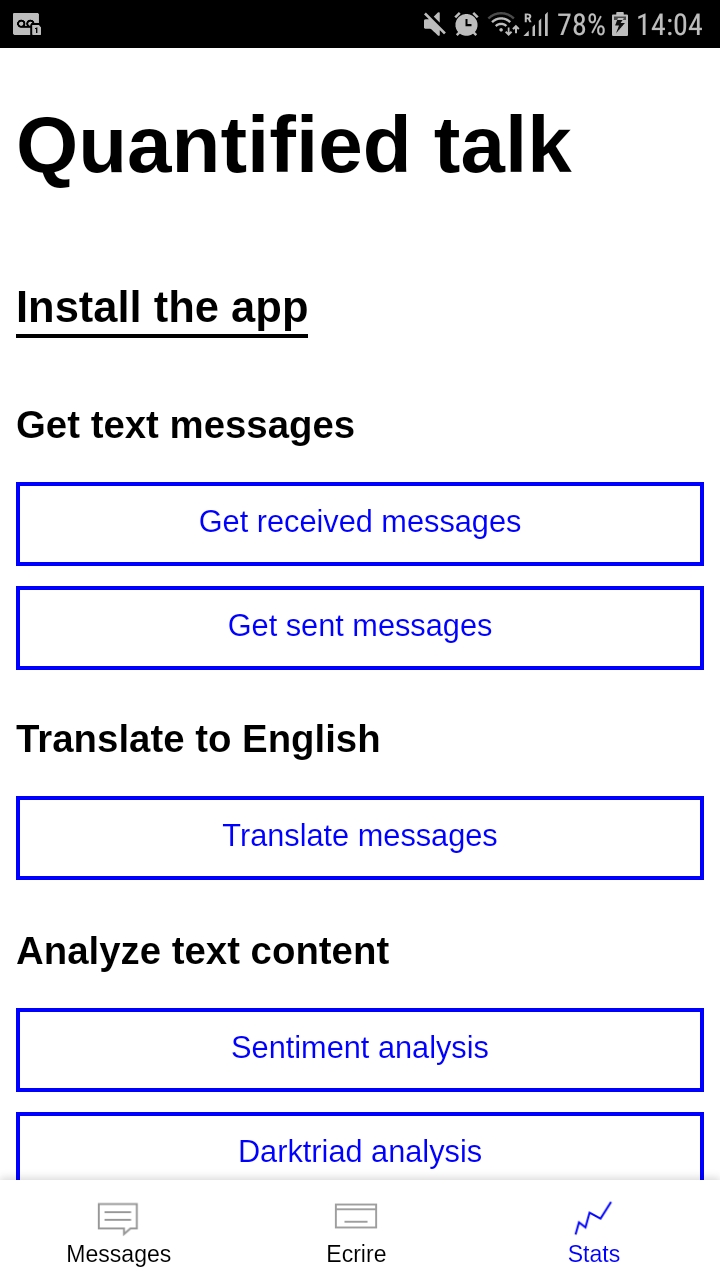 78% 14:04
Quantified talk
Install the app
Get text messages
Get received messages
Get sent messages
Translate to English
Translate messages
Analyze text content
Sentiment analysis
Darktriad analysis
Messages Ecrire Stats